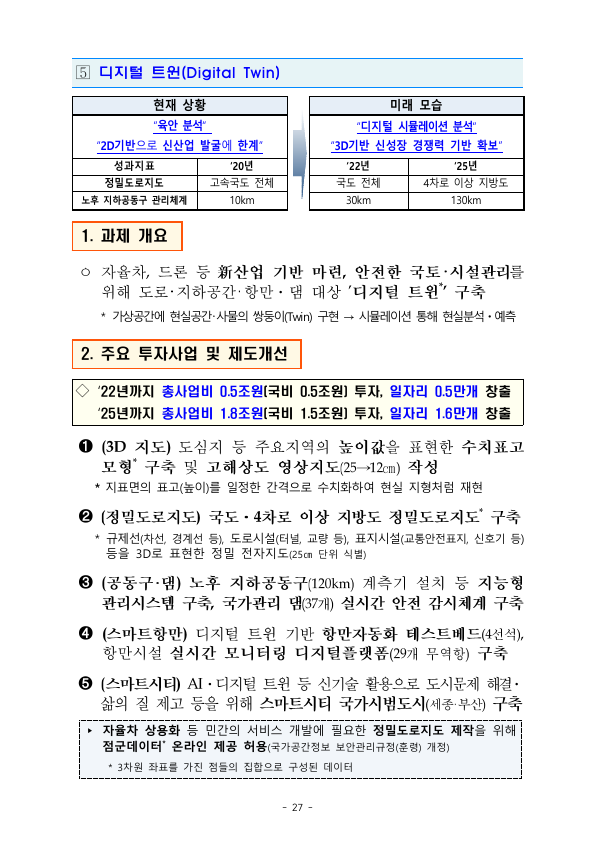 5 디지털 트윈(Digital Twin)
현재 상황
미래 모습
"육안 분석"
"디지털 시뮬레이션 분석"
"2D기반으로 신산업 발굴에 한계"
"3D기반 신성장 경쟁력 기반 확보"
성과지표 '20년 '22년 '25년
정밀도로지도 고속국도 전체 국도 전체 4차로 이상 지방도
노후 지하공동구 관리체계 10km 30km 130km
1. 과제 개요
ㅇ 자율차, 드론 등 新산업 기반 마련, 안전한 국토·시설관리를
위해 도로·지하공간·항만·댐 대상 '디지털 트윈*' 구축
* 가상공간에 현실공간·사물의 쌍둥이(Twin) 구현 → 시뮬레이션 통해 현실분석·예측
2. 주요 투자사업 및 제도개선
◇ '22년까지 총사업비 0.5조원(국비 0.5조원) 투자, 일자리 0.5만개 창출
'25년까지 총사업비 1.8조원(국비 1.5조원) 투자, 일자리 1.6만개 창출
❶ (3D 지도) 도심지 등 주요지역의 높이값을 표현한 수치표고
모형* 구축 및 고해상도 영상지도(25→12㎝) 작성
* 지표면의 표고(높이)를 일정한 간격으로 수치화하여 현실 지형처럼 재현
❷ (정밀도로지도) 국도·4차로 이상 지방도 정밀도로지도* 구축
* 규제선(차선, 경계선 등), 도로시설(터널, 교량 등), 표지시설(교통안전표지, 신호기 등)
등을 3D로 표현한 정밀 전자지도(25㎝ 단위 식별)
❸ (공동구·댐) 노후 지하공동구(120km) 계측기 설치 등 지능형
관리시스템 구축, 국가관리 댐(37개) 실시간 안전 감시체계 구축
❹ (스마트항만) 디지털 트윈 기반 항만자동화 테스트베드(4선석),
항만시설 실시간 모니터링 디지털플랫폼(29개 무역항) 구축
❺ (스마트시티) AI·디지털 트윈 등 신기술 활용으로 도시문제 해결·
삶의 질 제고 등을 위해 스마트시티 국가시범도시(세종·부산) 구축
▸ 자율차 상용화 등 민간의 서비스 개발에 필요한 정밀도로지도 제작을 위해
점군데이터* 온라인 제공 허용(국가공간정보 보안관리규정(훈령) 개정)
* 3차원 좌표를 가진 점들의 집합으로 구성된 데이터
- 27 -